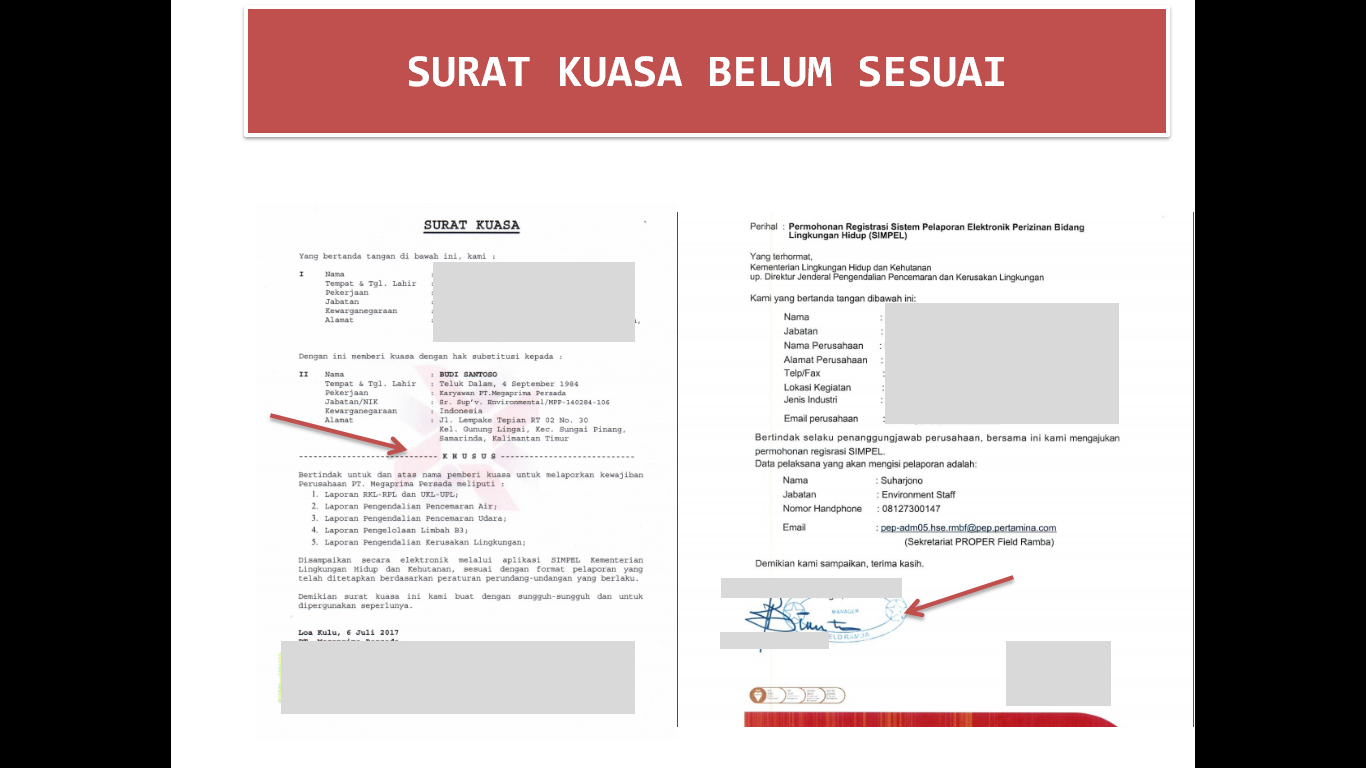 SURAT KUASA BELUM SESUAI
SURAT KUASA
Yang bertanda tangan di bawah ini, kami :
I Nama :
Tempat & Tgl. Lahir :
Pekerjaan :
Jabatan :
Kewarganegaraan :
Alamat :
Dengan ini memberi kuasa dengan hak substitusi kepada :
II Nama : BUDI SANTOSO
Tempat & Tgl. Lahir : Teluk Dalam, 4 September 1984
Pekerjaan : Karyawan PT.Megaprima Persada
Jabatan/NIK : Sr. Sup'v. Environmental/MPP-140284-106
Kewarganegaraan : Indonesia
Alamat : Jl. Lempake Tepian RT 02 No. 30
Kel. Gunung Lingai, Kec. Sungai Pinang,
Samarinda, Kalimantan Timur
K H U S U S
Bertindak untuk dan atas nama pemberi kuasa untuk melaporkan kewajiban
Perusahaan PT. Megaprima Persada meliputi :
1. Laporan RKL-RPL dan UKL-UPL;
2. Laporan Pengendalian Pencemaran Air;
3. Laporan Pengendalian Pencemaran Udara;
4. Laporan Pengelolaan Limbah B3;
5. Laporan Pengendalian Kerusakan Lingkungan;
Disampaikan secara elektronik melalui aplikasi SIMPEL Kementerian
Lingkungan Hidup dan Kehutanan, sesuai dengan format pelaporan yang
telah ditetapkan berdasarkan peraturan perundang-undangan yang berlaku.
Demikian surat kuasa ini kami buat dengan sungguh-sungguh dan untuk
dipergunakan seperlunya.
Loa Kulu, 6 Juli 2017
Perihal : Permohonan Registrasi Sistem Pelaporan Elektronik Perizinan Bidang
Lingkungan Hidup (SIMPEL)
Yang terhormat,
Kementerian Lingkungan Hidup dan Kehutanan
up. Direktur Jenderal Pengendalian Pencemaran dan Kerusakan Lingkungan
Kami yang bertanda tangan dibawah ini:
Nama :
Jabatan :
Nama Perusahaan :
Alamat Perusahaan :
Telp/Fax :
Lokasi Kegiatan :
Jenis Industri :
Email perusahaan :
Bertindak selaku penanggungjawab perusahaan, bersama ini kami mengajukan
permohonan regisrasi SIMPEL.
Data pelaksana yang akan mengisi pelaporan adalah:
Nama : Suharjono
Jabatan : Environment Staff
Nomor Handphone : 08127300147
Email : pep-adm05.hse.rmbf@pep.pertamina.com
(Sekretariat PROPER Field Ramba)
Demikian kami sampaikan, terima kasih.
MANAGER